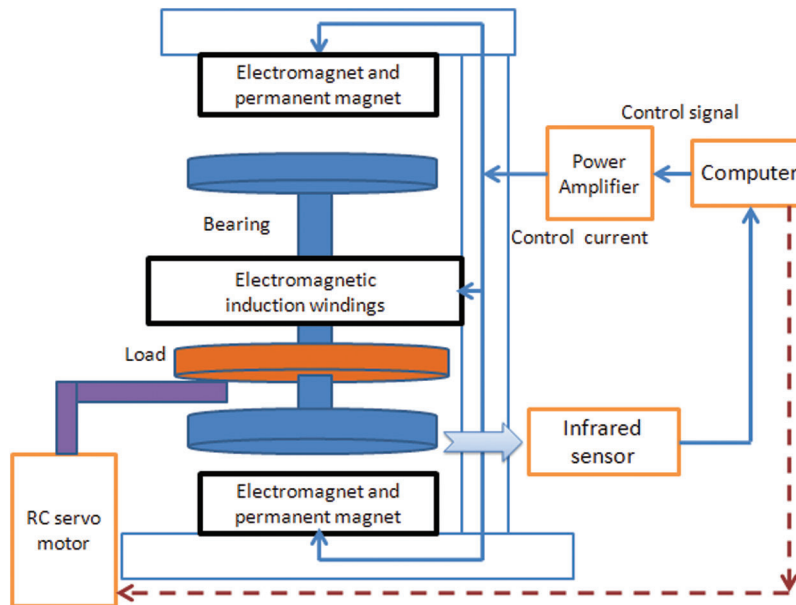 Electromagnet and
permanent magnet
Control signal
Power
Amplifier
Computer
Bearing
Control current
Electromagnetic
induction windings
Load
Infrared
sensor
Electromagnet and
permanent magnet
RC servo
motor